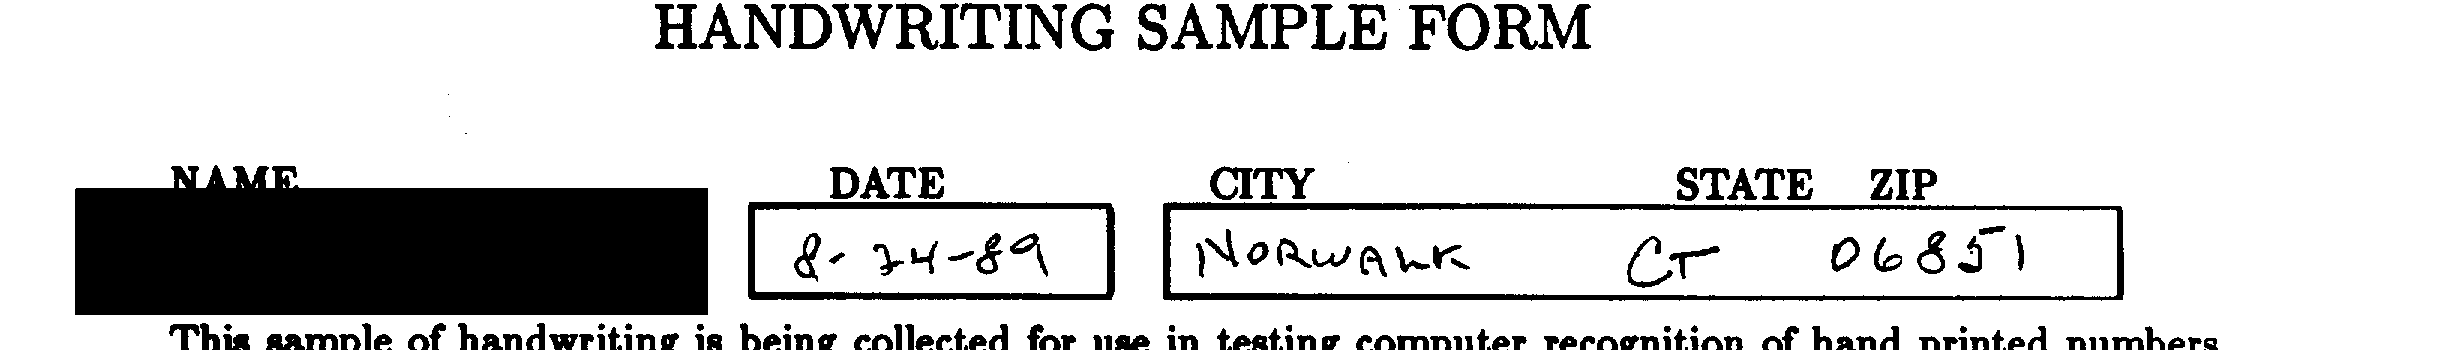 HANDWRITING SAMPLE FORM
NAME DATE CITY STATE ZIP
8-24-89 NORWALK CT 06851
This sample of handwriting is being collected for use in testing computer recognition of hand printed numbers